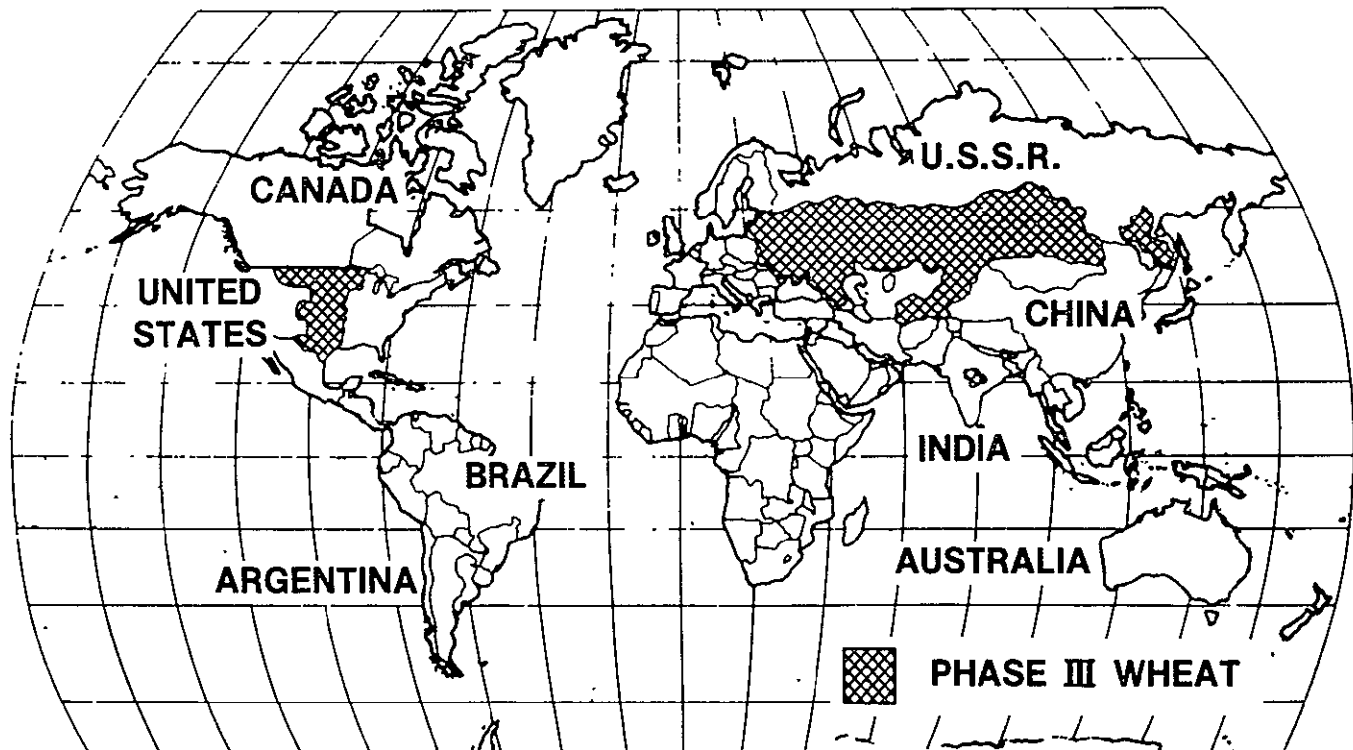 U.S.S.R.
CANADA
UNITED
STATES
CHINA
INDIA
BRAZIL
AUSTRALIA
ARGENTINA
PHASE III WHEAT